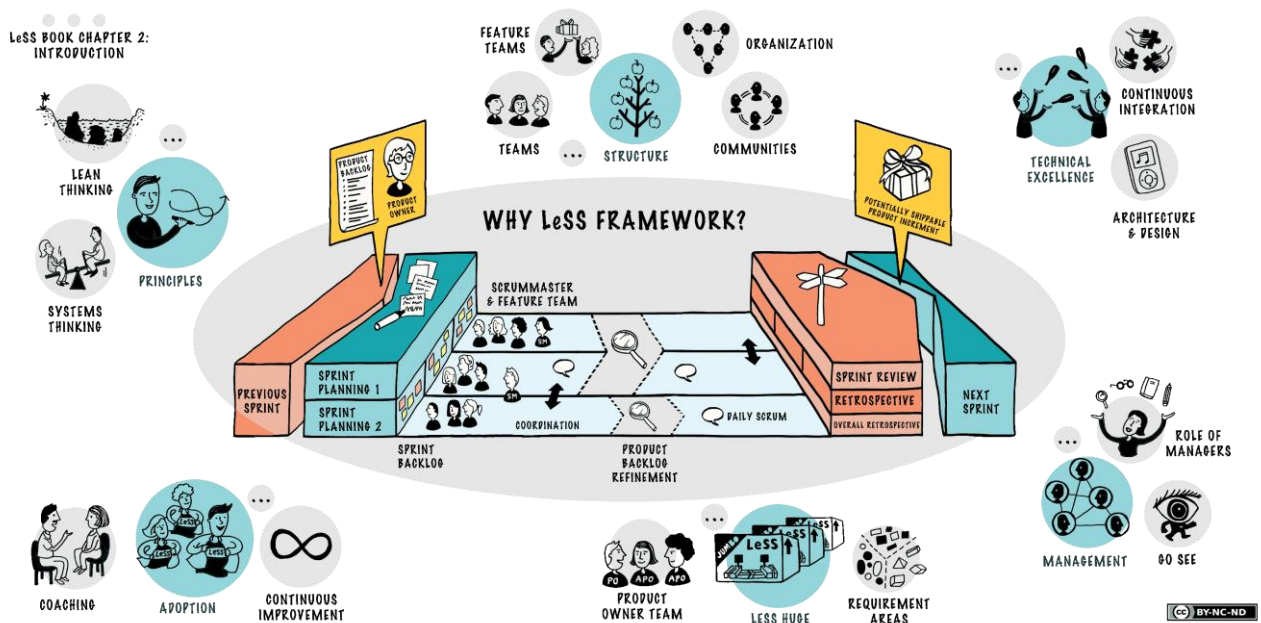 LeSS BOOK CHAPTER 2:
INTRODUCTION
LEAN
THINKING
PRINCIPLES
SYSTEMS
THINKING
FEATURE
TEAMS
ORGANIZATION
TEAMS
STRUCTURE
COMMUNITIES
CONTINUOUS
INTEGRATION
TECHNICAL
EXCELLENCE
ARCHITECTURE
& DESIGN
PRODUCT
BACKLOG
PRODUCT
OWNER
WHY LeSS FRAMEWORK?
POTENTIALLY SHIPPABLE
PRODUCT INCREMENT
SCRUMMASTER
& FEATURE TEAM
SM
SM
PREVIOUS
SPRINT
SPRINT
PLANNING 1
SPRINT
PLANNING 2
COORDINATION
DAILY SCRUM
SPRINT REVIEW
RETROSPECTIVE
OVERALL RETROSPECTIVE
NEXT
SPRINT
SPRINT
BACKLOG
PRODUCT
BACKLOG
REFINEMENT
ROLE OF
MANAGERS
MANAGEMENT
GO SEE
COACHING
LeSS
LeSS
LeSS
ADOPTION
CONTINUOUS
IMPROVEMENT
PO
APO
APO
PRODUCT
OWNER TEAM
JUMBO
LeSS
LeSS
LeSS
LESS HUGE
REQUIREMENT
AREAS
cc BY-NC-ND